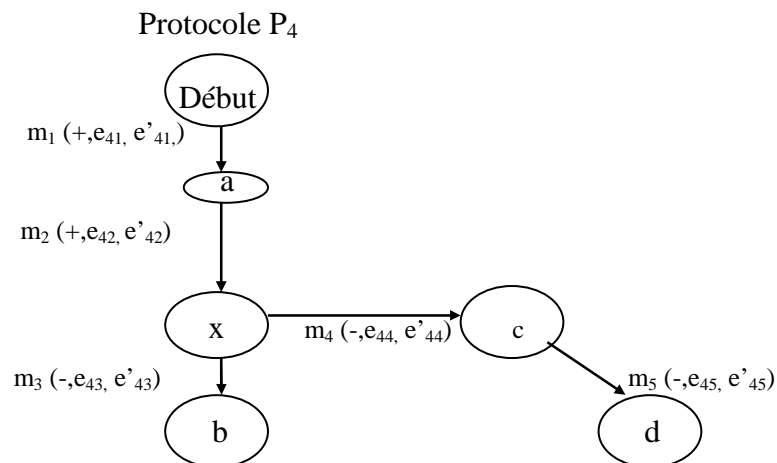 Protocole P₄
Début
m₁ (+,e₄₁, e’₄₁,)
a
m₂ (+,e₄₂, e’₄₂)
x
m₄ (-,e₄₄, e’₄₄)
c
m₃ (-,e₄₃, e’₄₃)
m₅ (-,e₄₅, e’₄₅)
b
d